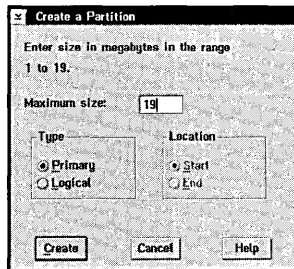 Create a Partition
Enter size in megabytes in the range
1 to 19.
Maximum size: 19
Type Location
Primary Start
Logical End
Create Cancel Help